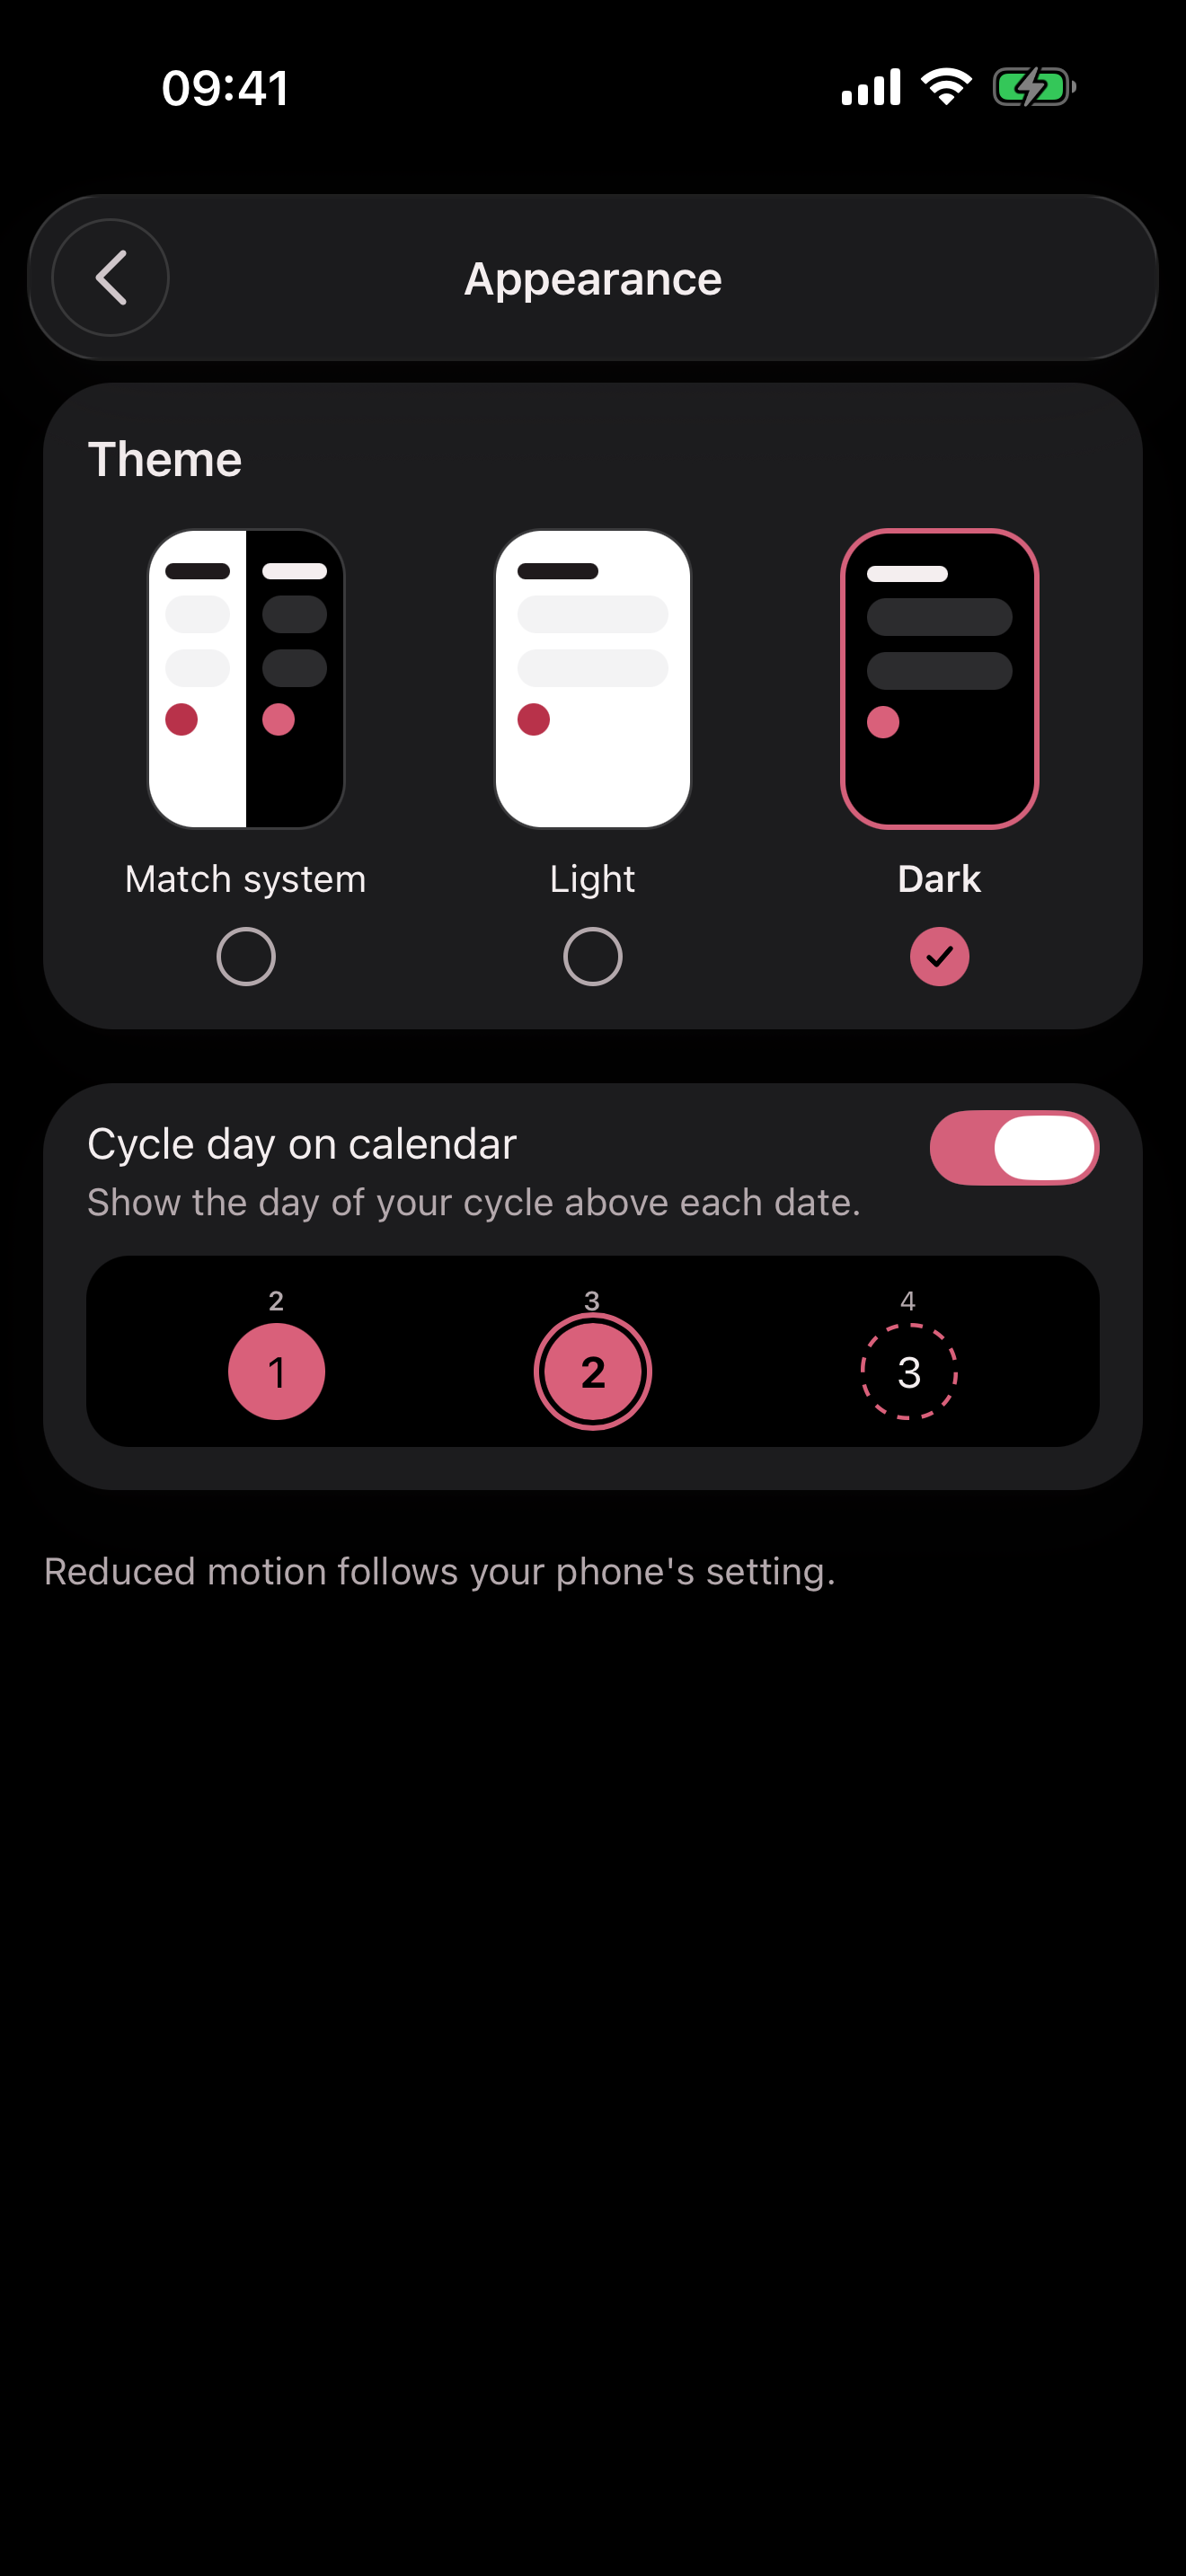 09:41
Appearance
Theme
Match system
Light
Dark
Cycle day on calendar
Show the day of your cycle above each date.
2 3 4
1 2 3
Reduced motion follows your phone's setting.